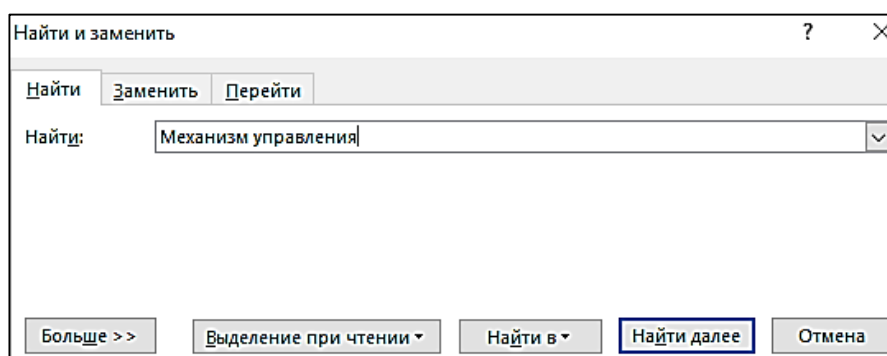 Найти и заменить ?
Найти Заменить Перейти
Найти: Механизм управления
Больше >> Выделение при чтении Найти в Найти далее Отмена